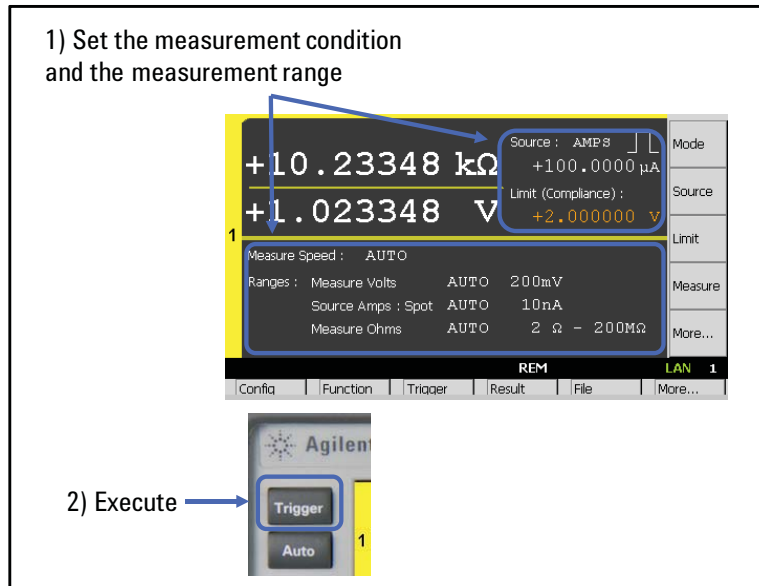 1) Set the measurement condition
and the measurement range
+10.23348 kΩ
Source : AMPS
+100.0000 µA
Limit (Compliance) :
+2.000000 V
+1.023348 V
1
Measure Speed : AUTO
Ranges : Measure Volts AUTO 200mV
Source Amps : Spot AUTO 10nA
Measure Ohms AUTO 2 Ω - 200MΩ
Mode
Source
Limit
Measure
More...
REM LAN 1
Config Function Trigger Result File More...
Agilent
2) Execute
Trigger
Auto
1